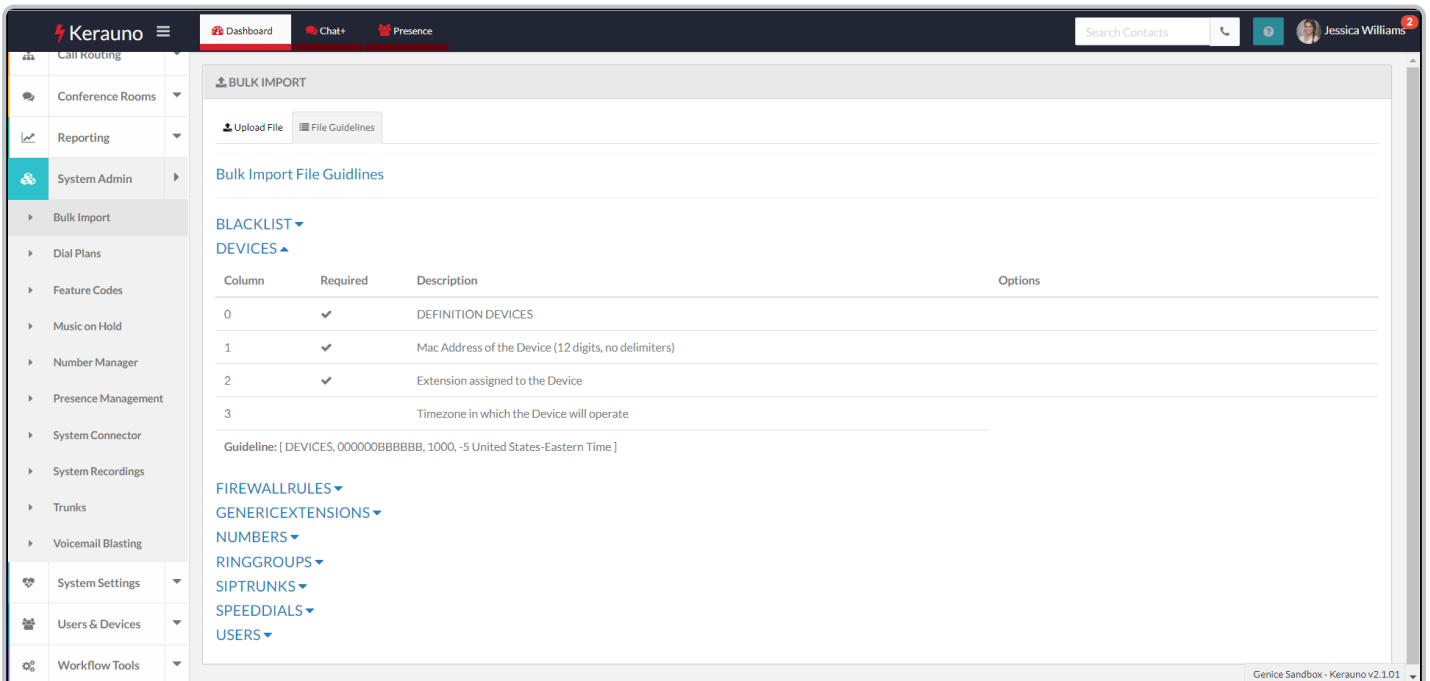 Kerauno
Dashboard
Chat+
Presence
Search Contacts
Jessica Williams
2
Call Routing
Conference Rooms
Reporting
System Admin
Bulk Import
Dial Plans
Feature Codes
Music on Hold
Number Manager
Presence Management
System Connector
System Recordings
Trunks
Voicemail Blasting
System Settings
Users & Devices
Workflow Tools
BULK IMPORT
Upload File
File Guidelines
Bulk Import File Guidlines
BLACKLIST
DEVICES
Column Required Description Options
0 DEFINITION DEVICES
1 Mac Address of the Device (12 digits, no delimiters)
2 Extension assigned to the Device
3 Timezone in which the Device will operate
Guideline: [ DEVICES, 000000BBBBBB, 1000, -5 United States-Eastern Time ]
FIREWALLRULES
GENERICEXTENSIONS
NUMBERS
RINGGROUPS
SIPTRUNKS
SPEEDDIALS
USERS
Genice Sandbox - Kerauno v2.1.01